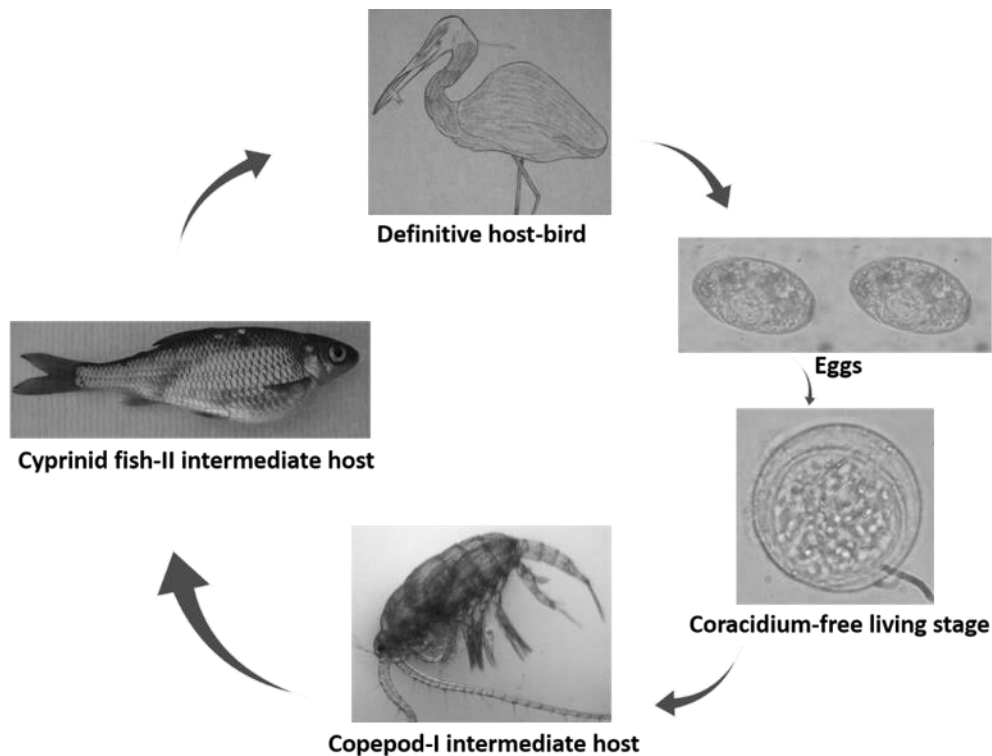 Definitive host-bird
Eggs
Coracidium-free living stage
Copepod-I intermediate host
Cyprinid fish-II intermediate host